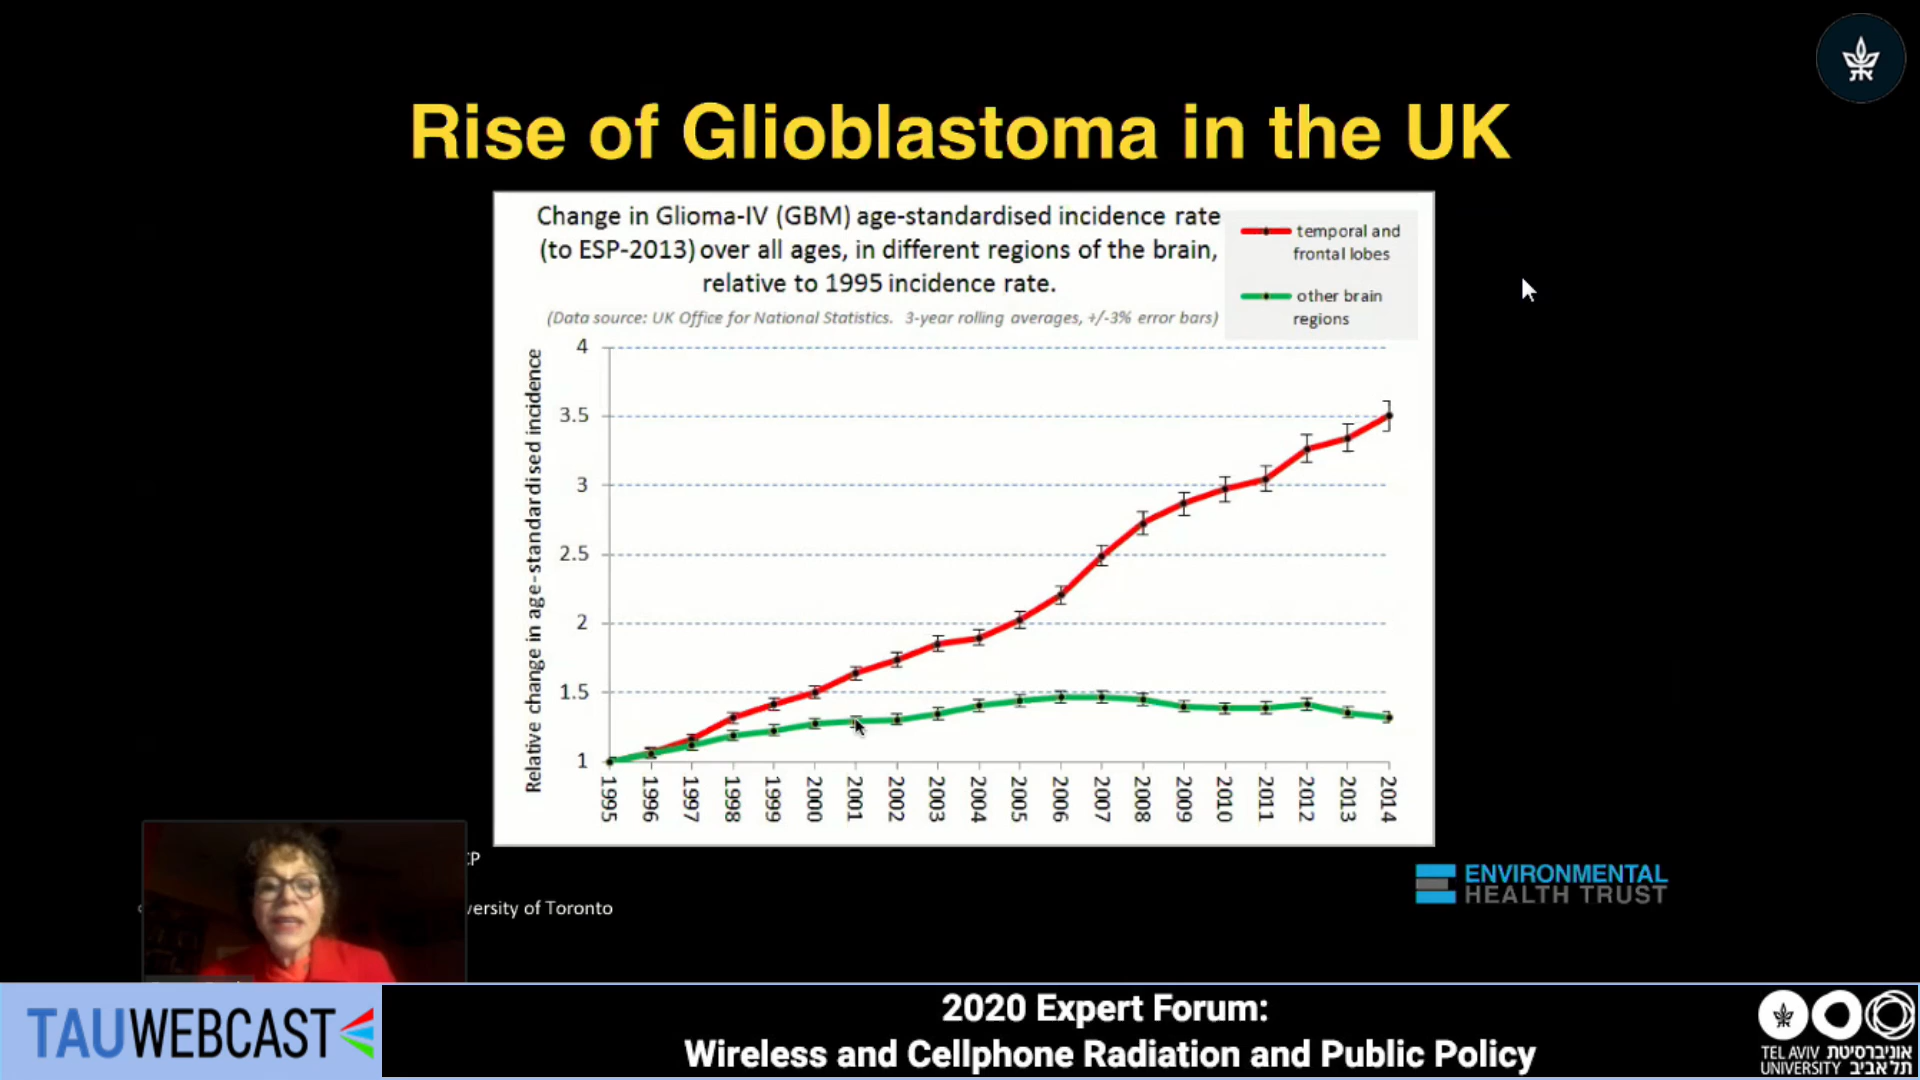 Rise of Glioblastoma in the UK
Change in Glioma-IV (GBM) age-standardised incidence rate
(to ESP-2013) over all ages, in different regions of the brain,
relative to 1995 incidence rate.
(Data source: UK Office for National Statistics. 3-year rolling averages, +/-3% error bars)
temporal and
frontal lobes
other brain
regions
Relative change in age-standardised incidence
4
3.5
3
2.5
2
1.5
1
1995
1996
1997
1998
1999
2000
2001
2002
2003
2004
2005
2006
2007
2008
2009
2010
2011
2012
2013
2014
of Toronto
ENVIRONMENTAL
HEALTH TRUST
TAUWEBCAST
2020 Expert Forum:
Wireless and Cellphone Radiation and Public Policy
TEL AVIV אוניברסיטת
UNIVERSITY תל אביב